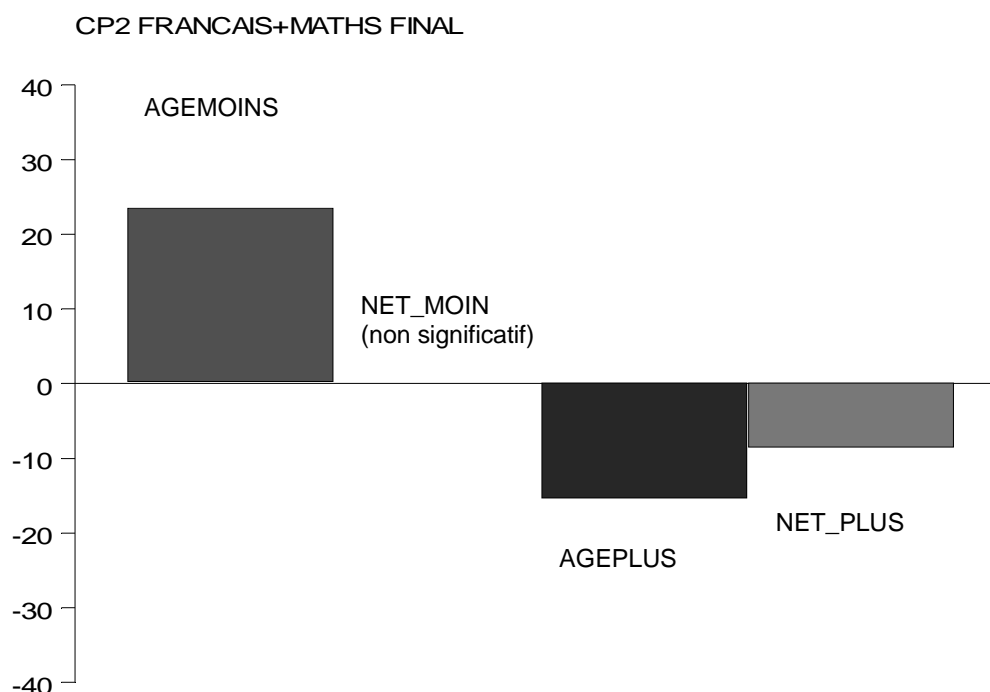 CP2 FRANCAIS+MATHS FINAL
40
AGEMOINS
30
20
10
NET_MOIN
(non significatif)
0
-10
-20
NET_PLUS
AGEPLUS
-30
-40